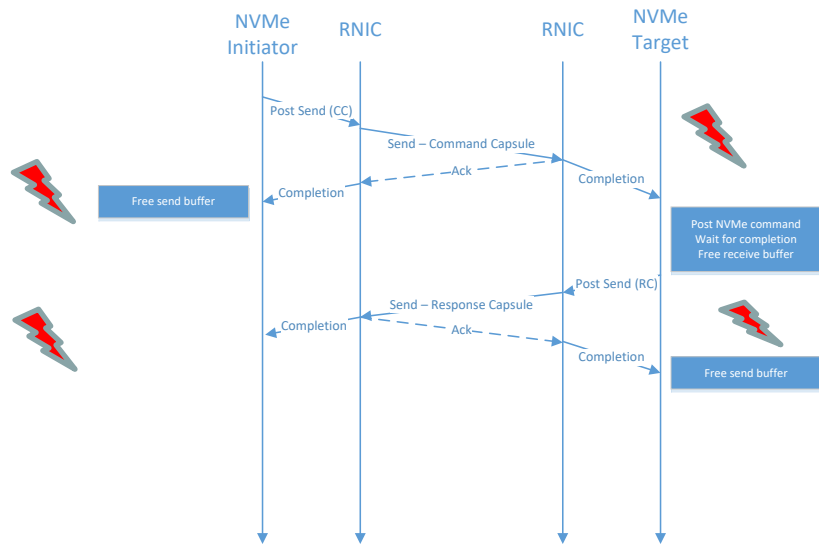 NVMe
Initiator
RNIC
RNIC
NVMe
Target
Post Send (CC)
Send – Command Capsule
Ack
Completion
Completion
Free send buffer
Post NVMe command
Wait for completion
Free receive buffer
Post Send (RC)
Send – Response Capsule
Completion
Ack
Completion
Free send buffer